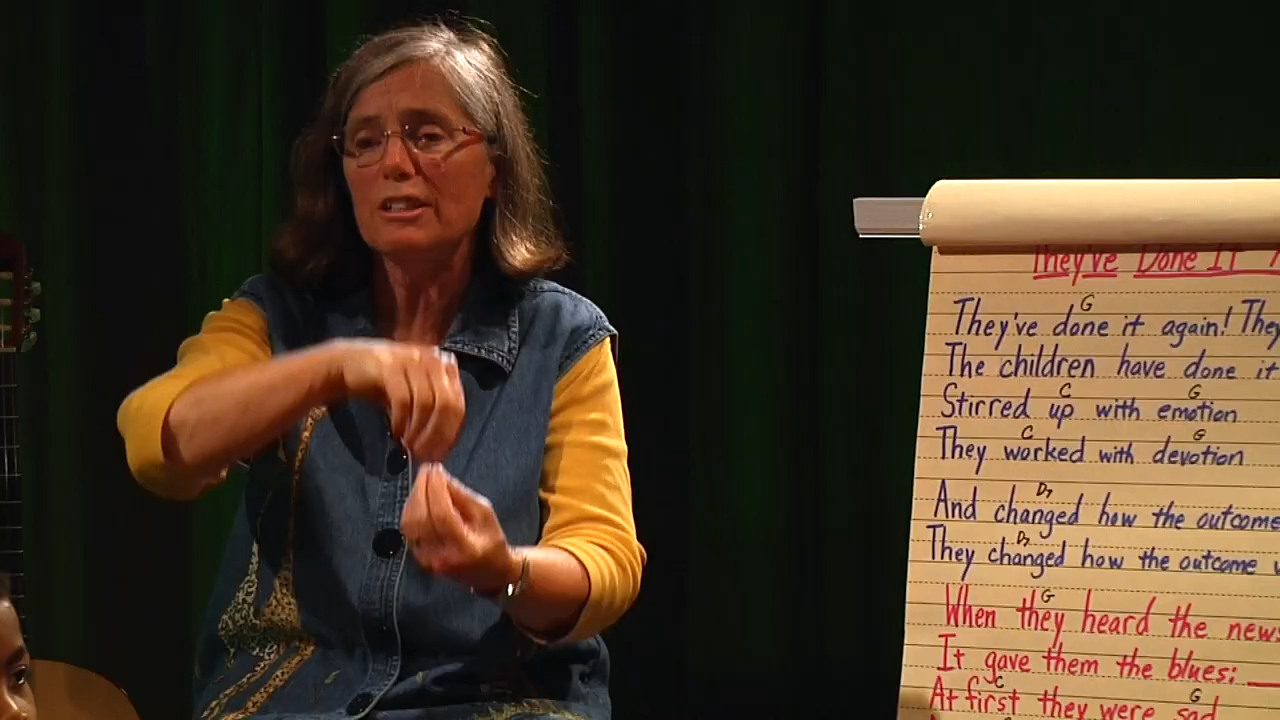 They've Done It
G
They've done it again! They
The children have done it
C G
Stirred up with emotion
C G
They worked with devotion
D7
And changed how the outcome
D7
They changed how the outcome
G
When they heard the news
It gave them the blues:
C G
At first they were sad